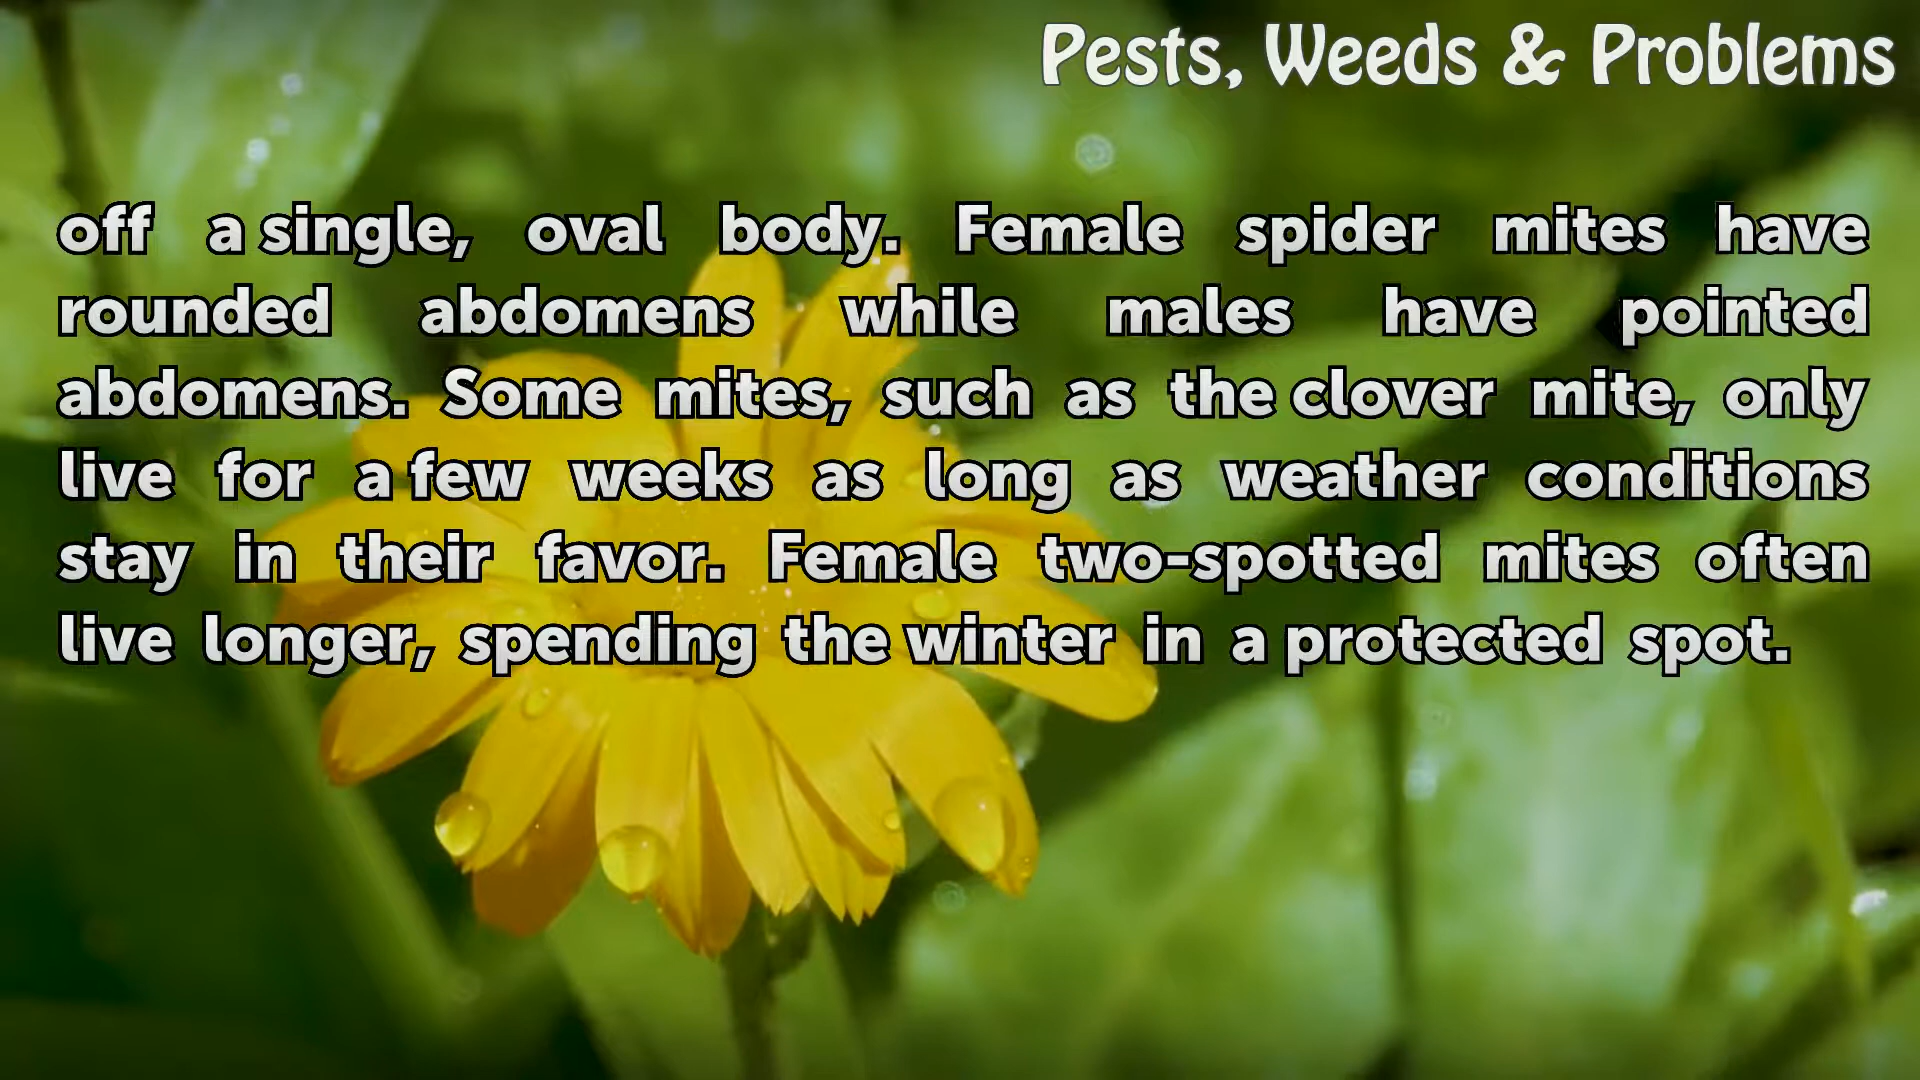 Pests, Weeds & Problems
off a single, oval body. Female spider mites have
rounded abdomens while males have pointed
abdomens. Some mites, such as the clover mite, only
live for a few weeks as long as weather conditions
stay in their favor. Female two-spotted mites often
live longer, spending the winter in a protected spot.